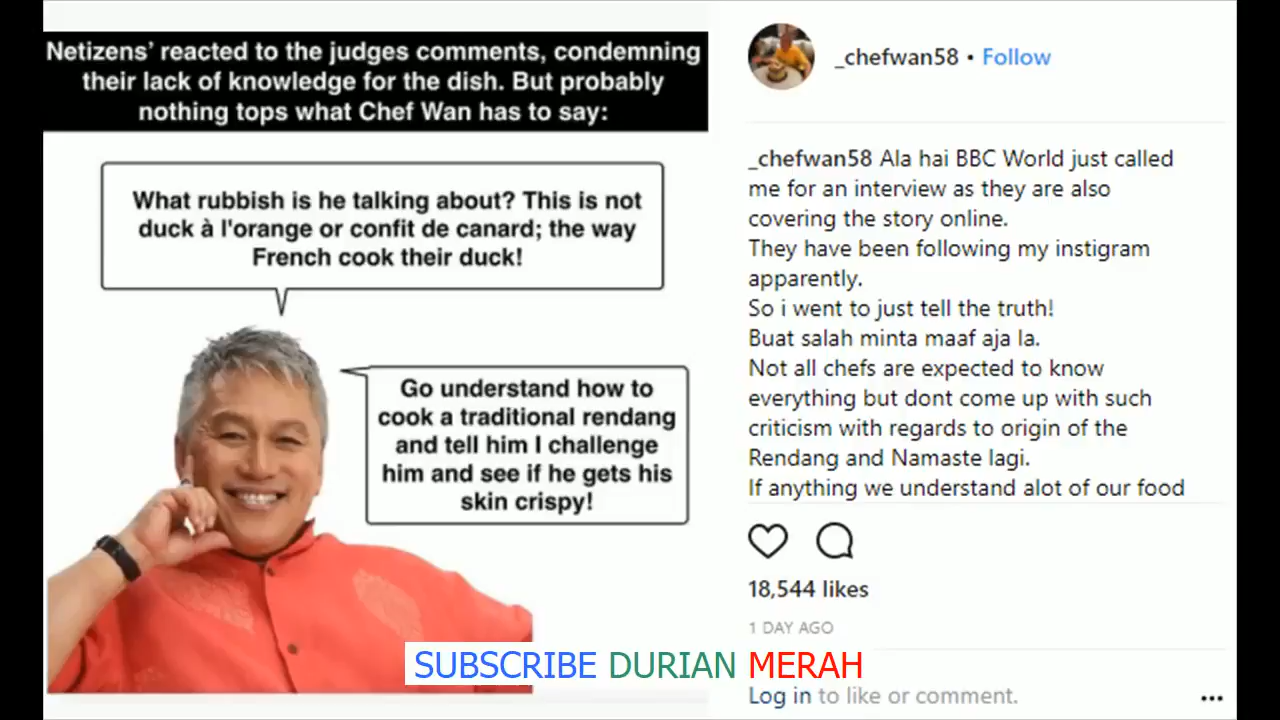 Netizens' reacted to the judges comments, condemning
their lack of knowledge for the dish. But probably
nothing tops what Chef Wan has to say:
What rubbish is he talking about? This is not
duck à l'orange or confit de canard; the way
French cook their duck!
Go understand how to
cook a traditional rendang
and tell him I challenge
him and see if he gets his
skin crispy!
_chefwan58 • Follow
_chefwan58 Ala hai BBC World just called
me for an interview as they are also
covering the story online.
They have been following my instigram
apparently.
So i went to just tell the truth!
Buat salah minta maaf aja la.
Not all chefs are expected to know
everything but dont come up with such
criticism with regards to origin of the
Rendang and Namaste lagi.
If anything we understand alot of our food
18,544 likes
1 DAY AGO
Log in to like or comment.
SUBSCRIBE DURIAN MERAH